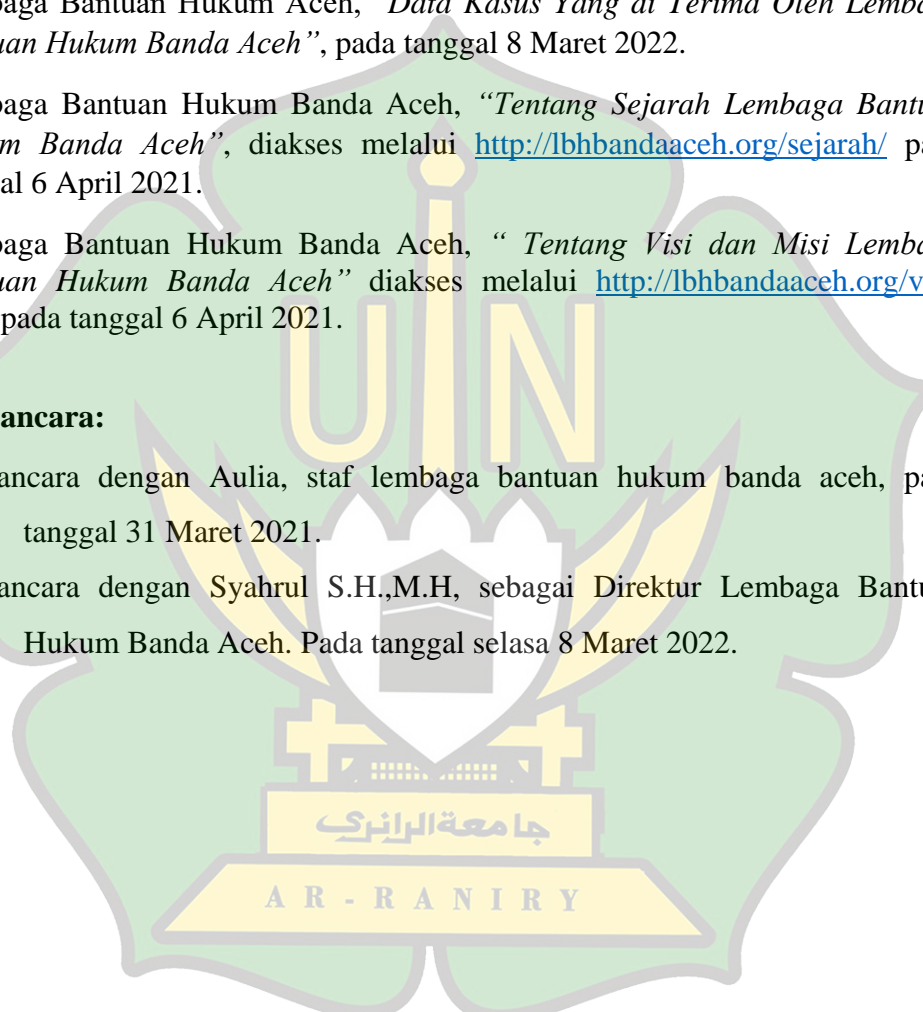 baga Bantuan Hukum Aceh, “Data Kasus Yang di Terima Oleh Lemba
uan Hukum Banda Aceh”, pada tanggal 8 Maret 2022.
baga Bantuan Hukum Banda Aceh, “Tentang Sejarah Lembaga Bantu
m Banda Aceh”, diakses melalui http://lbhbandaaceh.org/sejarah/ pa
al 6 April 2021.
baga Bantuan Hukum Banda Aceh, “ Tentang Visi dan Misi Lemba
uan Hukum Banda Aceh” diakses melalui http://lbhbandaaceh.org/v
pada tanggal 6 April 2021.
UIN
ancara:
ancara dengan Aulia, staf lembaga bantuan hukum banda aceh, pa
tanggal 31 Maret 2021.
ancara dengan Syahrul S.H.,M.H, sebagai Direktur Lembaga Bantu
Hukum Banda Aceh. Pada tanggal selasa 8 Maret 2022.
جامعةالرانري
AR-RANIRY